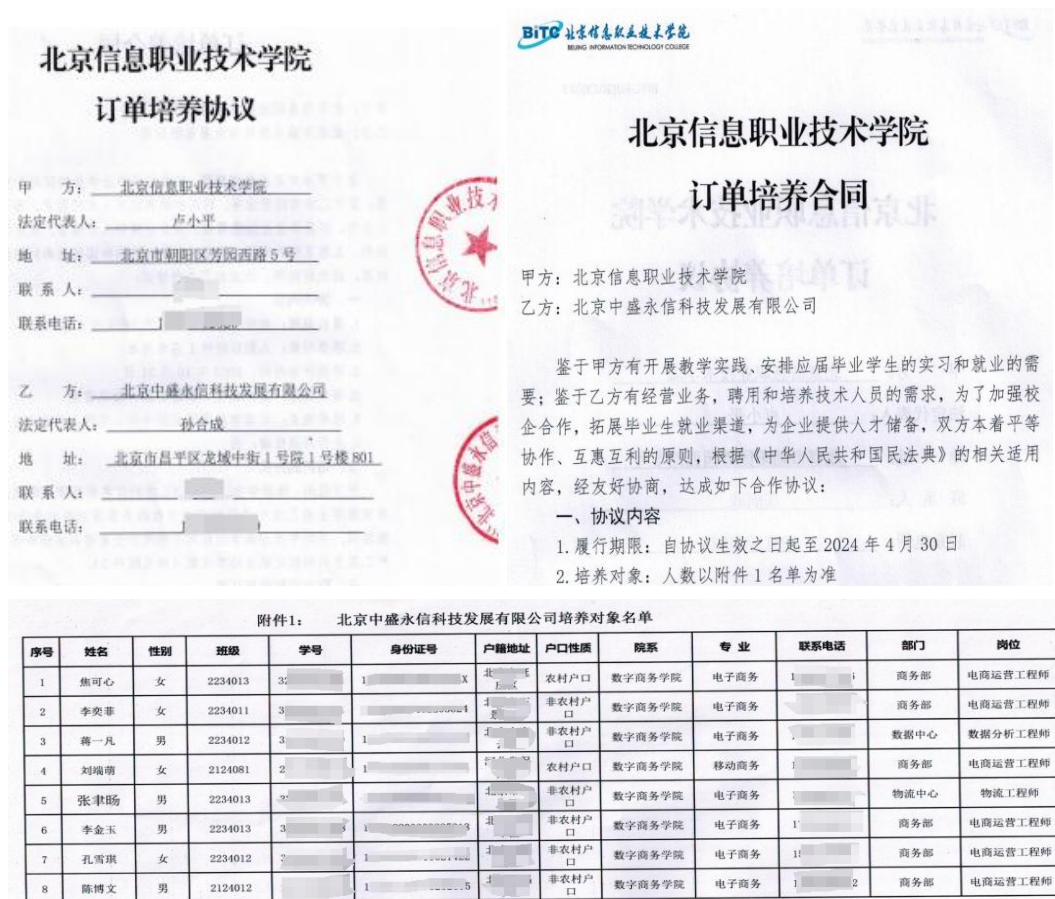 北京信息职业技术学院
订单培养协议
甲 方： 北京信息职业技术学院
法定代表人： 卢小平
地 址： 北京市朝阳区芳园西路5号
联 系 人：
联系电话：
乙 方： 北京中盛永信科技发展有限公司
法定代表人： 孙合成
地 址： 北京市昌平区龙域中街1号院1号楼801
联 系 人：
联系电话：
BiTC 北京信息职业技术学院
BEIJING INFORMATION TECHNOLOGY COLLEGE
北京信息职业技术学院
订单培养合同
甲方：北京信息职业技术学院
乙方：北京中盛永信科技发展有限公司
鉴于甲方有开展教学实践、安排应届毕业学生的实习和就业的需
要；鉴于乙方有经营业务，聘用和培养技术人员的需求，为了加强校
企合作，拓展毕业生就业渠道，为企业提供人才储备，双方本着平等
协作、互惠互利的原则，根据《中华人民共和国民法典》的相关适用
内容，经友好协商，达成如下合作协议：
一、协议内容
1.履行期限：自协议生效之日起至2024年4月30日
2.培养对象：人数以附件1名单为准
附件1： 北京中盛永信科技发展有限公司培养对象名单
序号 姓名 性别 班级 学号 身份证号 户籍地址 户口性质 院系 专 业 联系电话 部门 岗位
1 焦可心 女 2234013 农村户口 数字商务学院 电子商务 商务部 电商运营工程师
2 李奕菲 女 2234011 非农村户口 数字商务学院 电子商务 商务部 电商运营工程师
3 蒋一凡 男 2234012 非农村户口 数字商务学院 电子商务 数据中心 数据分析工程师
4 刘端萌 女 2124081 农村户口 数字商务学院 移动商务 商务部 电商运营工程师
5 张聿旸 男 2234013 非农村户口 数字商务学院 电子商务 物流中心 物流工程师
6 李金玉 男 2234013 非农村户口 数字商务学院 电子商务 商务部 电商运营工程师
7 孔雪琪 女 2234012 非农村户口 数字商务学院 电子商务 商务部 电商运营工程师
8 陈博文 男 2124012 非农村户口 数字商务学院 电子商务 商务部 电商运营工程师